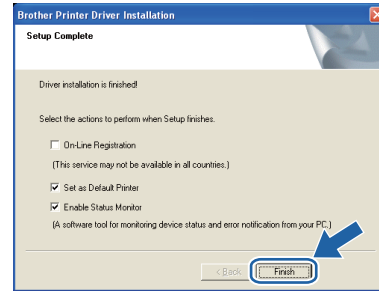 Brother Printer Driver Installation
Setup Complete
Driver installation is finished!
Select the actions to perform when Setup finishes.
On-Line Registration
(This service may not be available in all countries.)
Set as Default Printer
Enable Status Monitor
(A software tool for monitoring device status and error notification from your PC.)
< Back
Finish